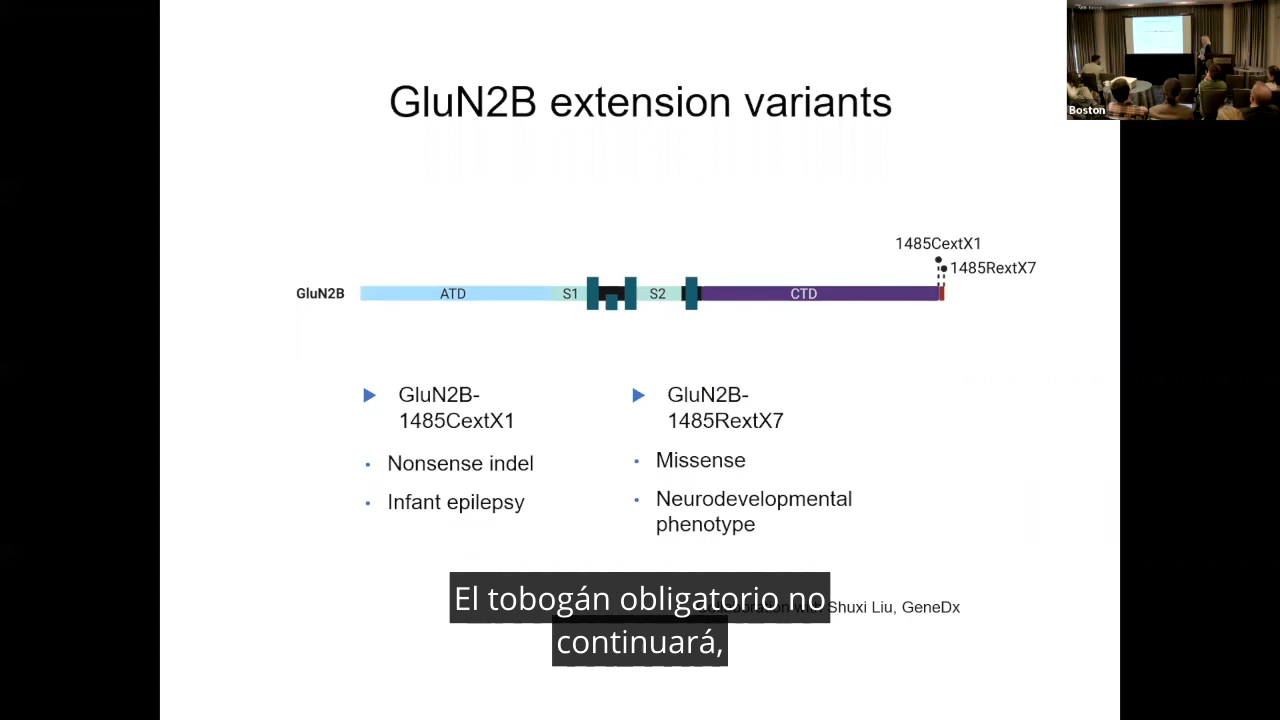 GluN2B extension variants
Boston
1485CextX1
1485RextX7
GluN2B
ATD
S1
S2
CTD
GluN2B-
1485CextX1
Nonsense indel
Infant epilepsy
GluN2B-
1485RextX7
Missense
Neurodevelopmental
phenotype
Shuxi Liu, GeneDx
El tobogán obligatorio no
continuará,